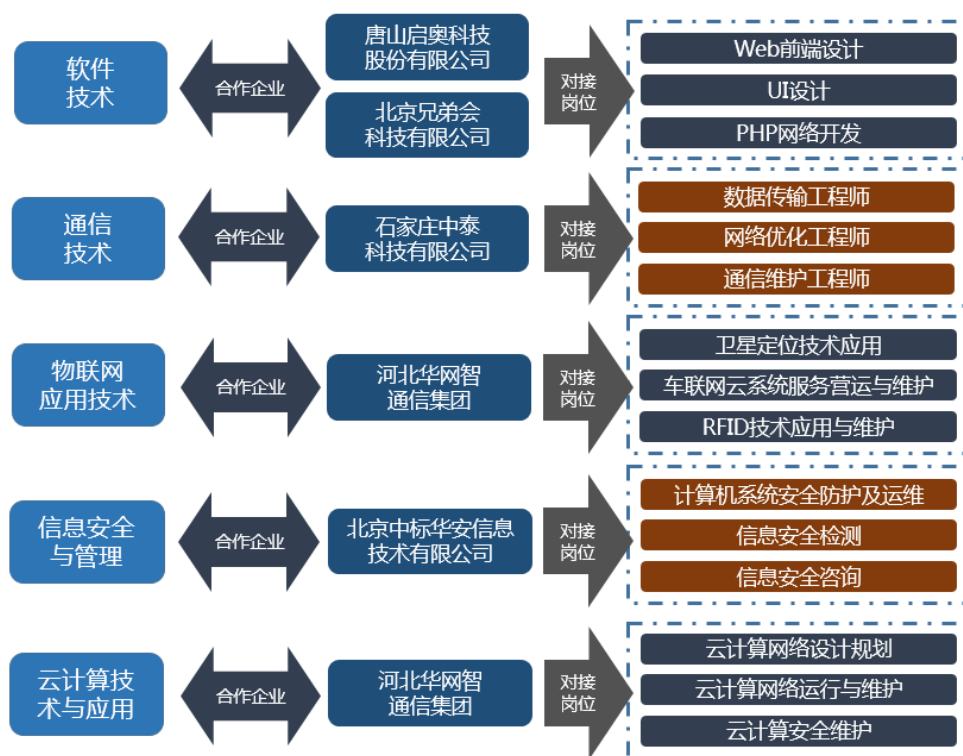 软件
技术
合作企业
唐山启奥科技
股份有限公司
北京兄弟会
科技有限公司
对接
岗位
Web前端设计
UI设计
PHP网络开发
通信
技术
合作企业
石家庄中泰
科技有限公司
对接
岗位
数据传输工程师
网络优化工程师
通信维护工程师
物联网
应用技术
合作企业
河北华网智
通信集团
对接
岗位
卫星定位技术应用
车联网云系统服务营运与维护
RFID技术应用与维护
信息安全
与管理
合作企业
北京中标华安信息
技术有限公司
对接
岗位
计算机系统安全防护及运维
信息安全检测
信息安全咨询
云计算技
术与应用
合作企业
河北华网智
通信集团
对接
岗位
云计算网络设计规划
云计算网络运行与维护
云计算安全维护